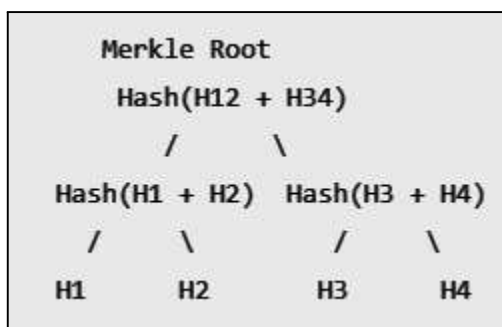 Merkle Root
Hash(H12 + H34)
/ \
Hash(H1 + H2) Hash(H3 + H4)
/ \ / \
H1 H2 H3 H4